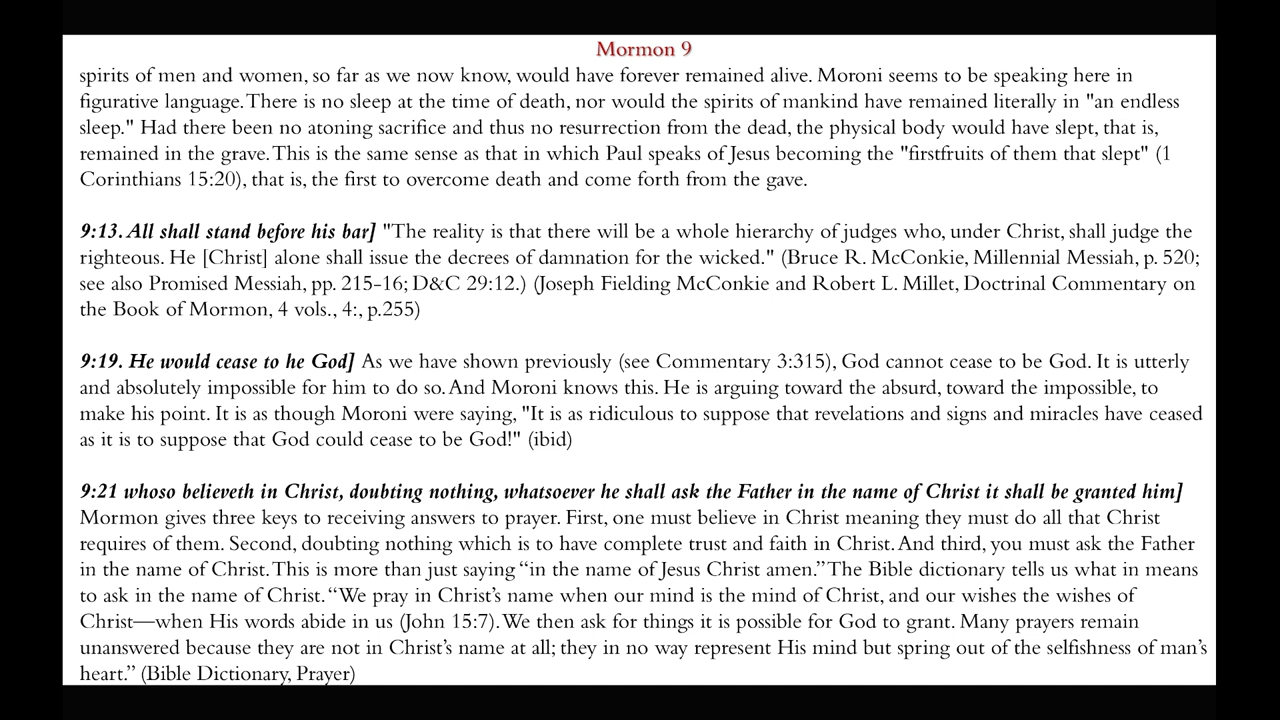 Mormon 9
spirits of men and women, so far as we now know, would have forever remained alive. Moroni seems to be speaking here in
figurative language. There is no sleep at the time of death, nor would the spirits of mankind have remained literally in "an endless
sleep." Had there been no atoning sacrifice and thus no resurrection from the dead, the physical body would have slept, that is,
remained in the grave. This is the same sense as that in which Paul speaks of Jesus becoming the "firstfruits of them that slept" (1
Corinthians 15:20), that is, the first to overcome death and come forth from the gave.
9:13. All shall stand before his bar] "The reality is that there will be a whole hierarchy of judges who, under Christ, shall judge the
righteous. He [Christ] alone shall issue the decrees of damnation for the wicked." (Bruce R. McConkie, Millennial Messiah, p. 520;
see also Promised Messiah, pp. 215-16; D&C 29:12.) (Joseph Fielding McConkie and Robert L. Millet, Doctrinal Commentary on
the Book of Mormon, 4 vols., 4:, p.255)
9:19. He would cease to he God] As we have shown previously (see Commentary 3:315), God cannot cease to be God. It is utterly
and absolutely impossible for him to do so. And Moroni knows this. He is arguing toward the absurd, toward the impossible, to
make his point. It is as though Moroni were saying, "It is as ridiculous to suppose that revelations and signs and miracles have ceased
as it is to suppose that God could cease to be God!" (ibid)
9:21 whoso believeth in Christ, doubting nothing, whatsoever he shall ask the Father in the name of Christ it shall be granted him]
Mormon gives three keys to receiving answers to prayer. First, one must believe in Christ meaning they must do all that Christ
requires of them. Second, doubting nothing which is to have complete trust and faith in Christ. And third, you must ask the Father
in the name of Christ. This is more than just saying “in the name of Jesus Christ amen.” The Bible dictionary tells us what in means
to ask in the name of Christ. “We pray in Christ’s name when our mind is the mind of Christ, and our wishes the wishes of
Christ—when His words abide in us (John 15:7). We then ask for things it is possible for God to grant. Many prayers remain
unanswered because they are not in Christ’s name at all; they in no way represent His mind but spring out of the selfishness of man’s
heart.” (Bible Dictionary, Prayer)